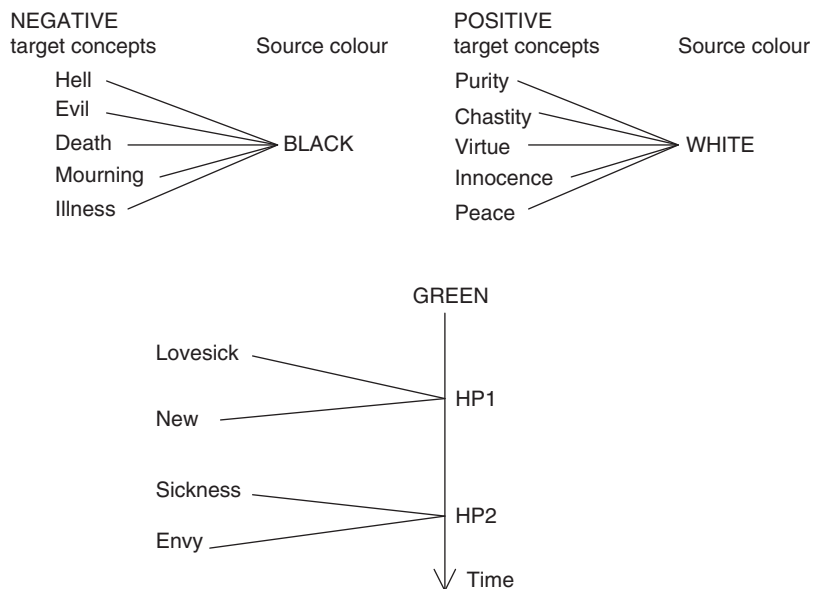 NEGATIVE
target concepts
Source colour
Hell
Evil
Death
Mourning
Illness
BLACK
POSITIVE
target concepts
Source colour
Purity
Chastity
Virtue
Innocence
Peace
WHITE
GREEN
Lovesick
New
HP1
Sickness
Envy
HP2
Time